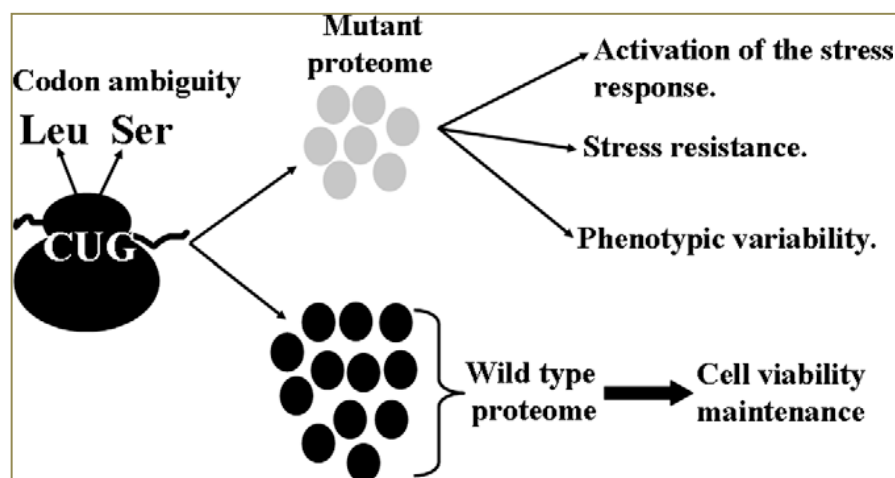 Codon ambiguity
Leu Ser
CUG
Mutant
proteome
Activation of the stress
response.
Stress resistance.
Phenotypic variability.
Wild type
proteome
Cell viability
maintenance